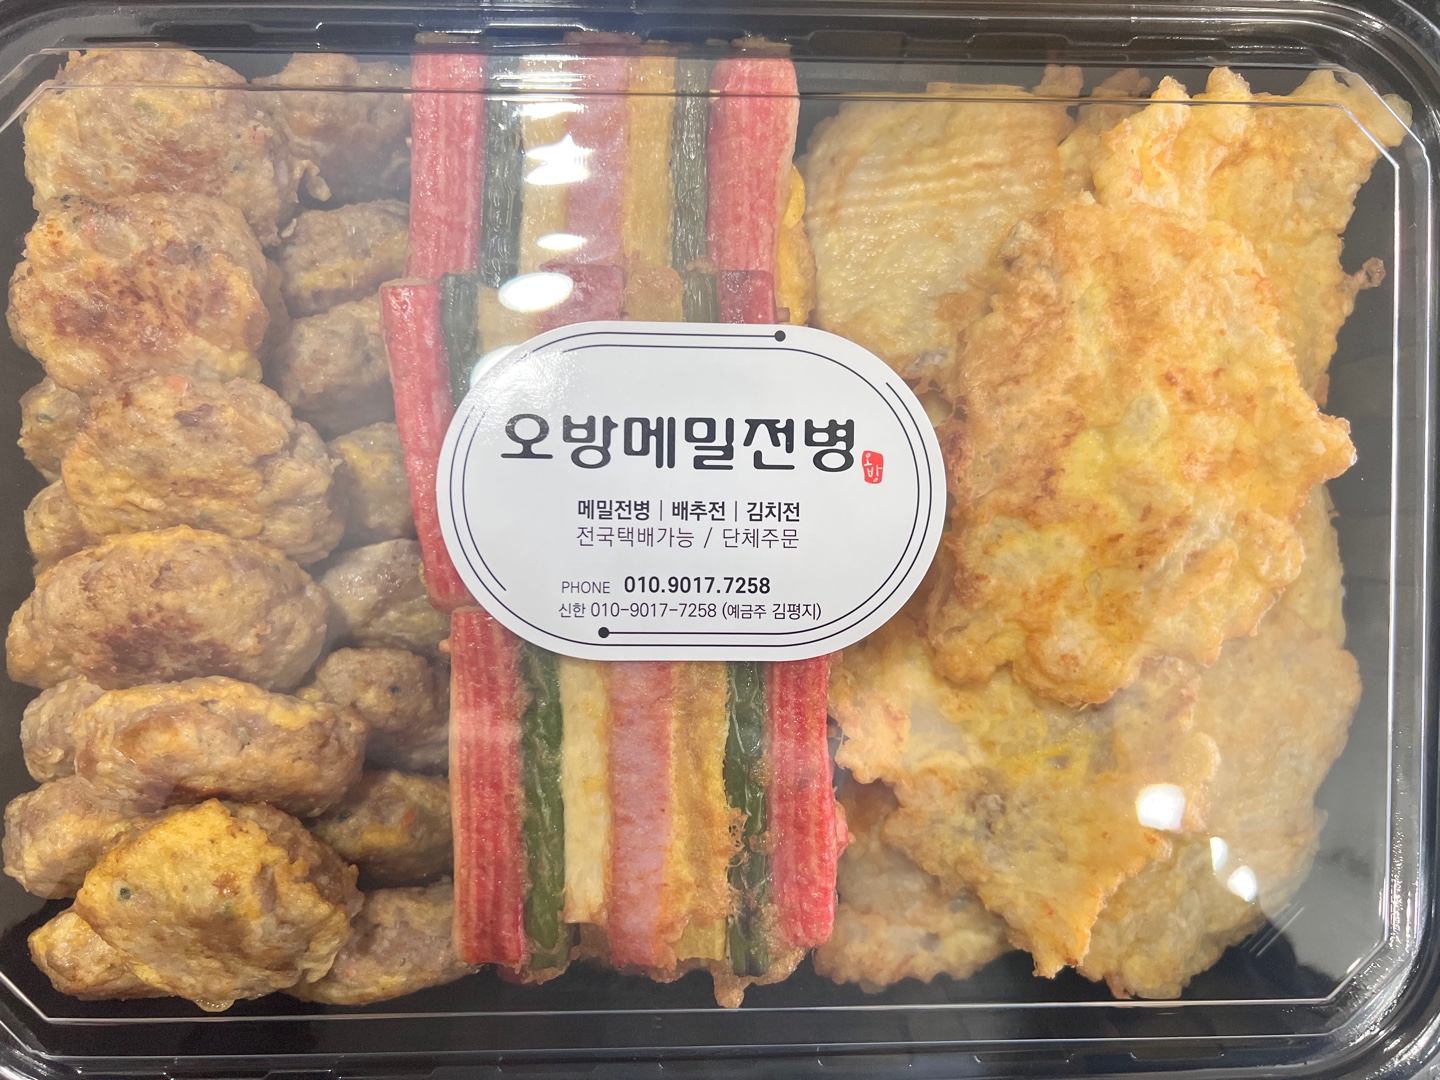 오방메밀전병
오방
메밀전병 | 배추전 | 김치전
전국택배가능 / 단체주문
PHONE 010.9017.7258
신한 010-9017-7258 (예금주 김평지)